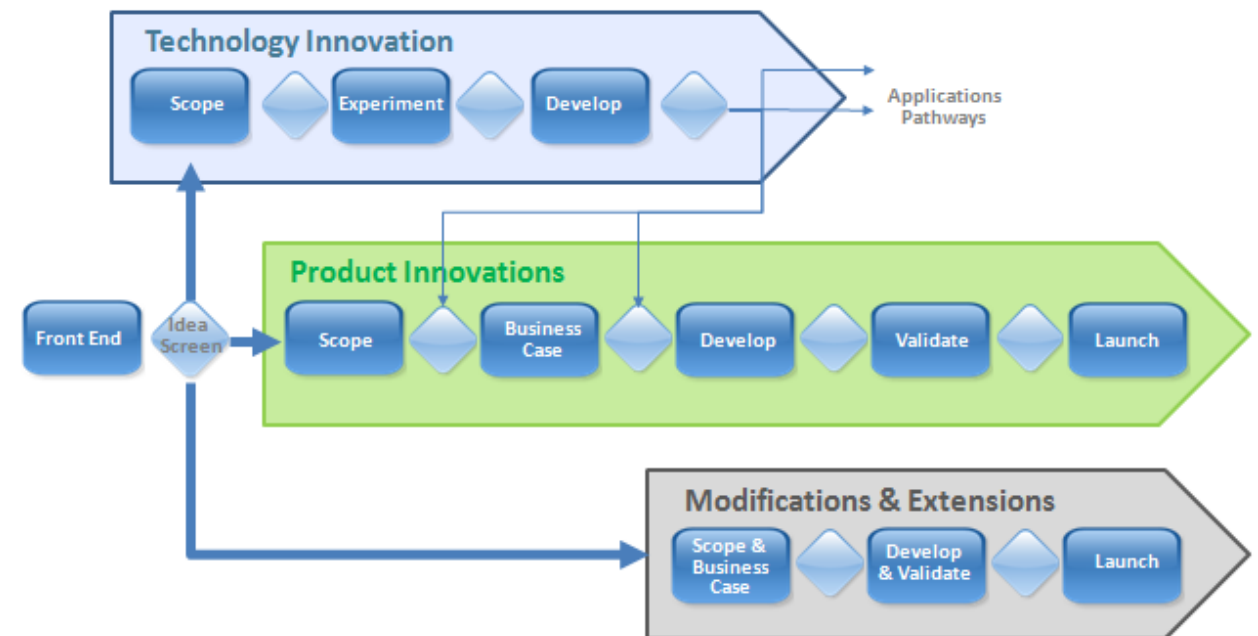 Technology Innovation
Scope
Experiment
Develop
Applications
Pathways
Product Innovations
Front End
Idea
Screen
Scope
Business
Case
Develop
Validate
Launch
Modifications & Extensions
Scope &
Business
Case
Develop
& Validate
Launch